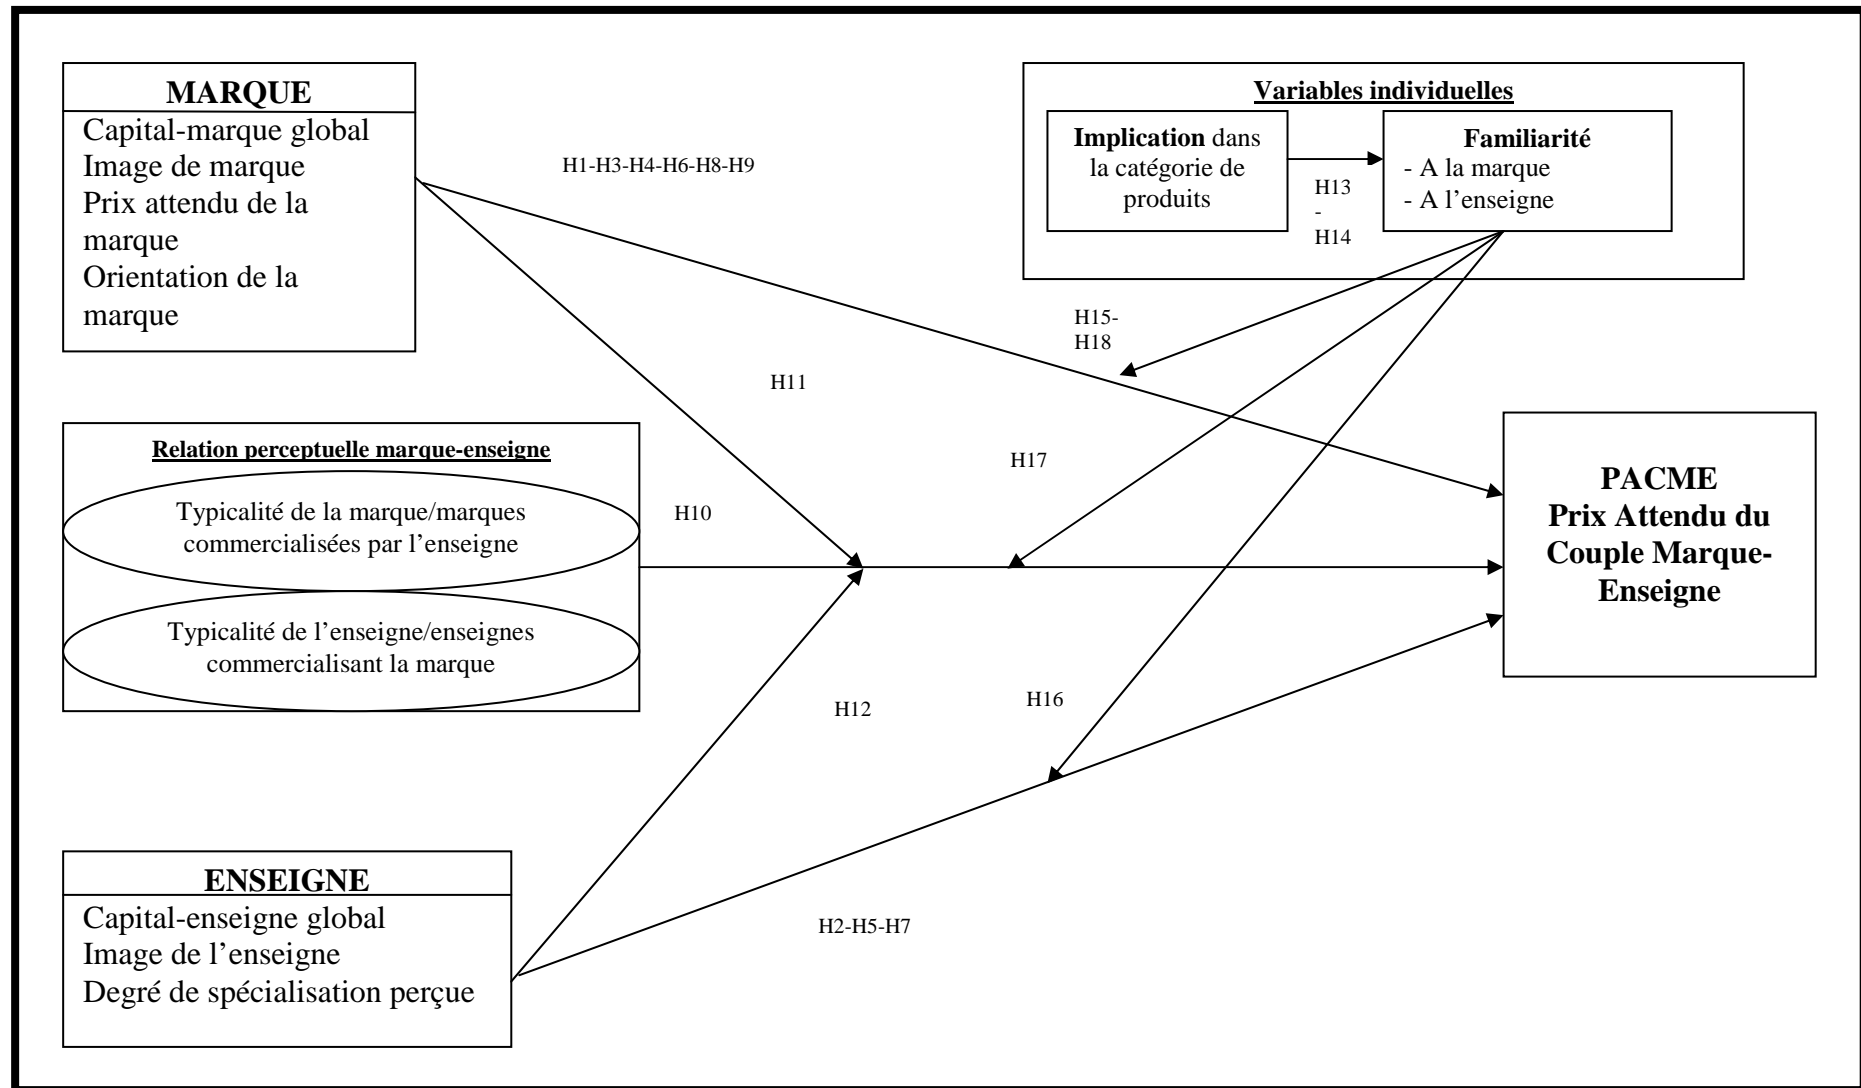 MARQUE
Capital-marque global
Image de marque
Prix attendu de la
marque
Orientation de la
marque
H1-H3-H4-H6-H8-H9
Variables individuelles
Implication dans
la catégorie de
produits
H13
-
H14
Familiarité
- A la marque
- A l’enseigne
H15-
H18
H11
H17
Relation perceptuelle marque-enseigne
Typicalité de la marque/marques
commercialisées par l’enseigne
Typicalité de l’enseigne/enseignes
commercialisant la marque
H10
PACME
Prix Attendu du
Couple Marque-
Enseigne
H12
H16
ENSEIGNE
Capital-enseigne global
Image de l’enseigne
Degré de spécialisation perçue
H2-H5-H7